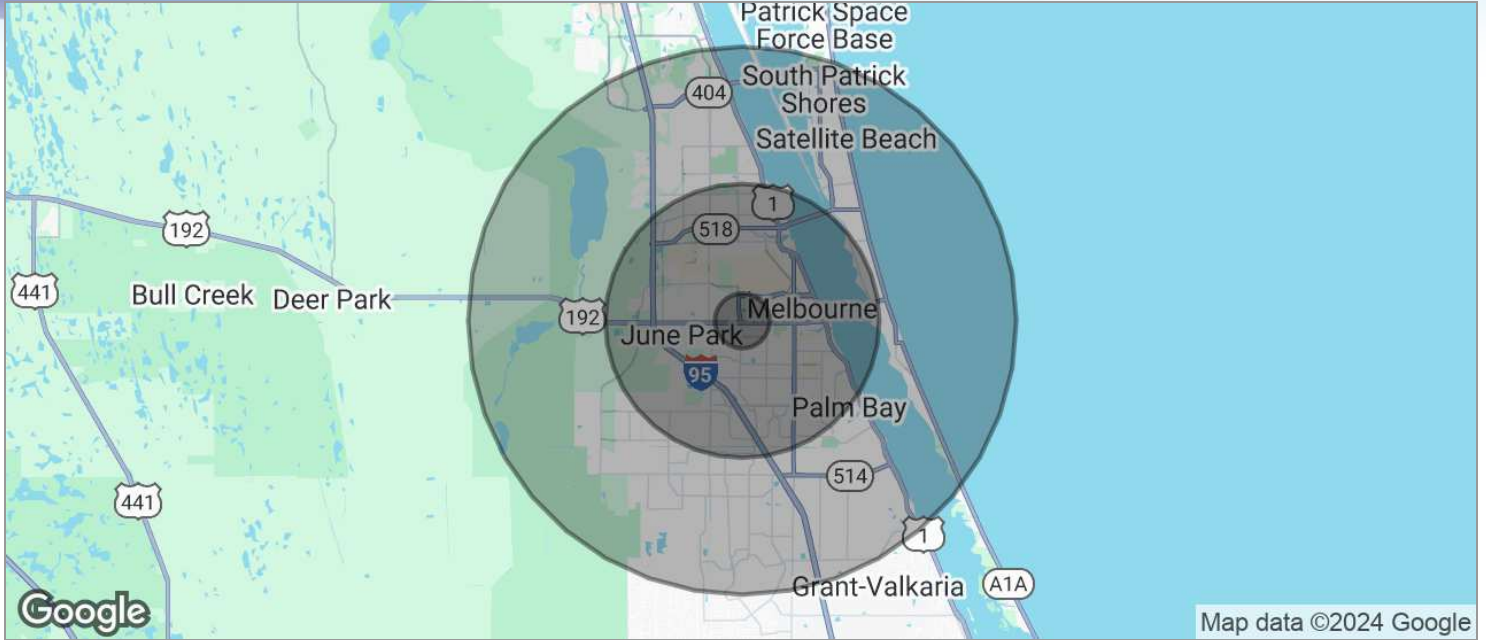 Patrick Space
Force Base
South Patrick
Shores
404
Satellite Beach
1
518
192
441
Bull Creek
Deer Park
192
Melbourne
June Park
95
Palm Bay
514
441
1
Grant-Valkaria
A1A
Google
Map data ©2024 Google